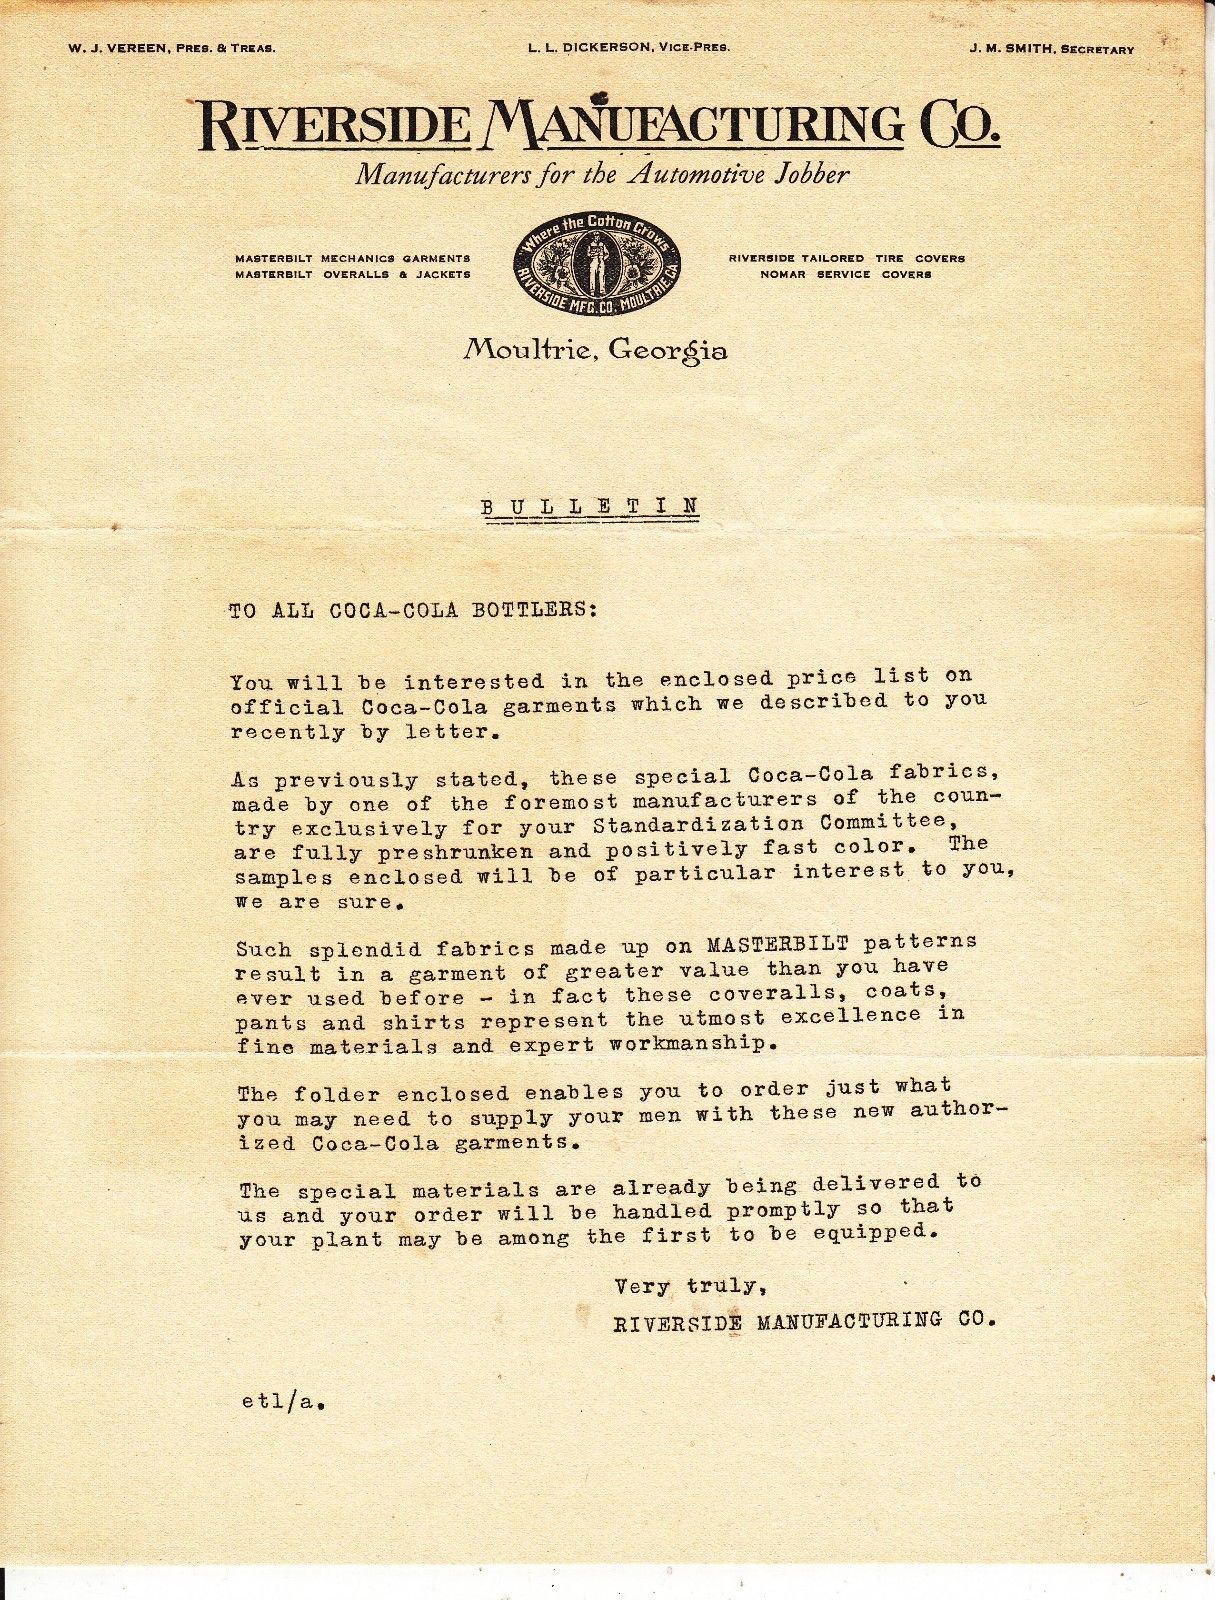 W. J. VEREEN, PRES. & TREAS.
L. L. DICKERSON, VICE-PRES.
J. M. SMITH, SECRETARY
RIVERSIDE MANUFACTURING CO.
Manufacturers for the Automotive Jobber
MASTERBILT MECHANICS GARMENTS
MASTERBILT OVERALLS & JACKETS
"Where the Cotton Grows"
RIVERSIDE MFG. CO. MOULTRIE, GA.
RIVERSIDE TAILORED TIRE COVERS
NOMAR SERVICE COVERS
Moultrie, Georgia
B U L L E T I N
TO ALL COCA-COLA BOTTLERS:
You will be interested in the enclosed price list on
official Coca-Cola garments which we described to you
recently by letter.
As previously stated, these special Coca-Cola fabrics,
made by one of the foremost manufacturers of the coun-
try exclusively for your Standardization Committee,
are fully preshrunken and positively fast color. The
samples enclosed will be of particular interest to you,
we are sure.
Such splendid fabrics made up on MASTERBILT patterns
result in a garment of greater value than you have
ever used before - in fact these coveralls, coats,
pants and shirts represent the utmost excellence in
fine materials and expert workmanship.
The folder enclosed enables you to order just what
you may need to supply your men with these new author-
ized Coca-Cola garments.
The special materials are already being delivered to
us and your order will be handled promptly so that
your plant may be among the first to be equipped.
Very truly,
RIVERSIDE MANUFACTURING CO.
etl/a.